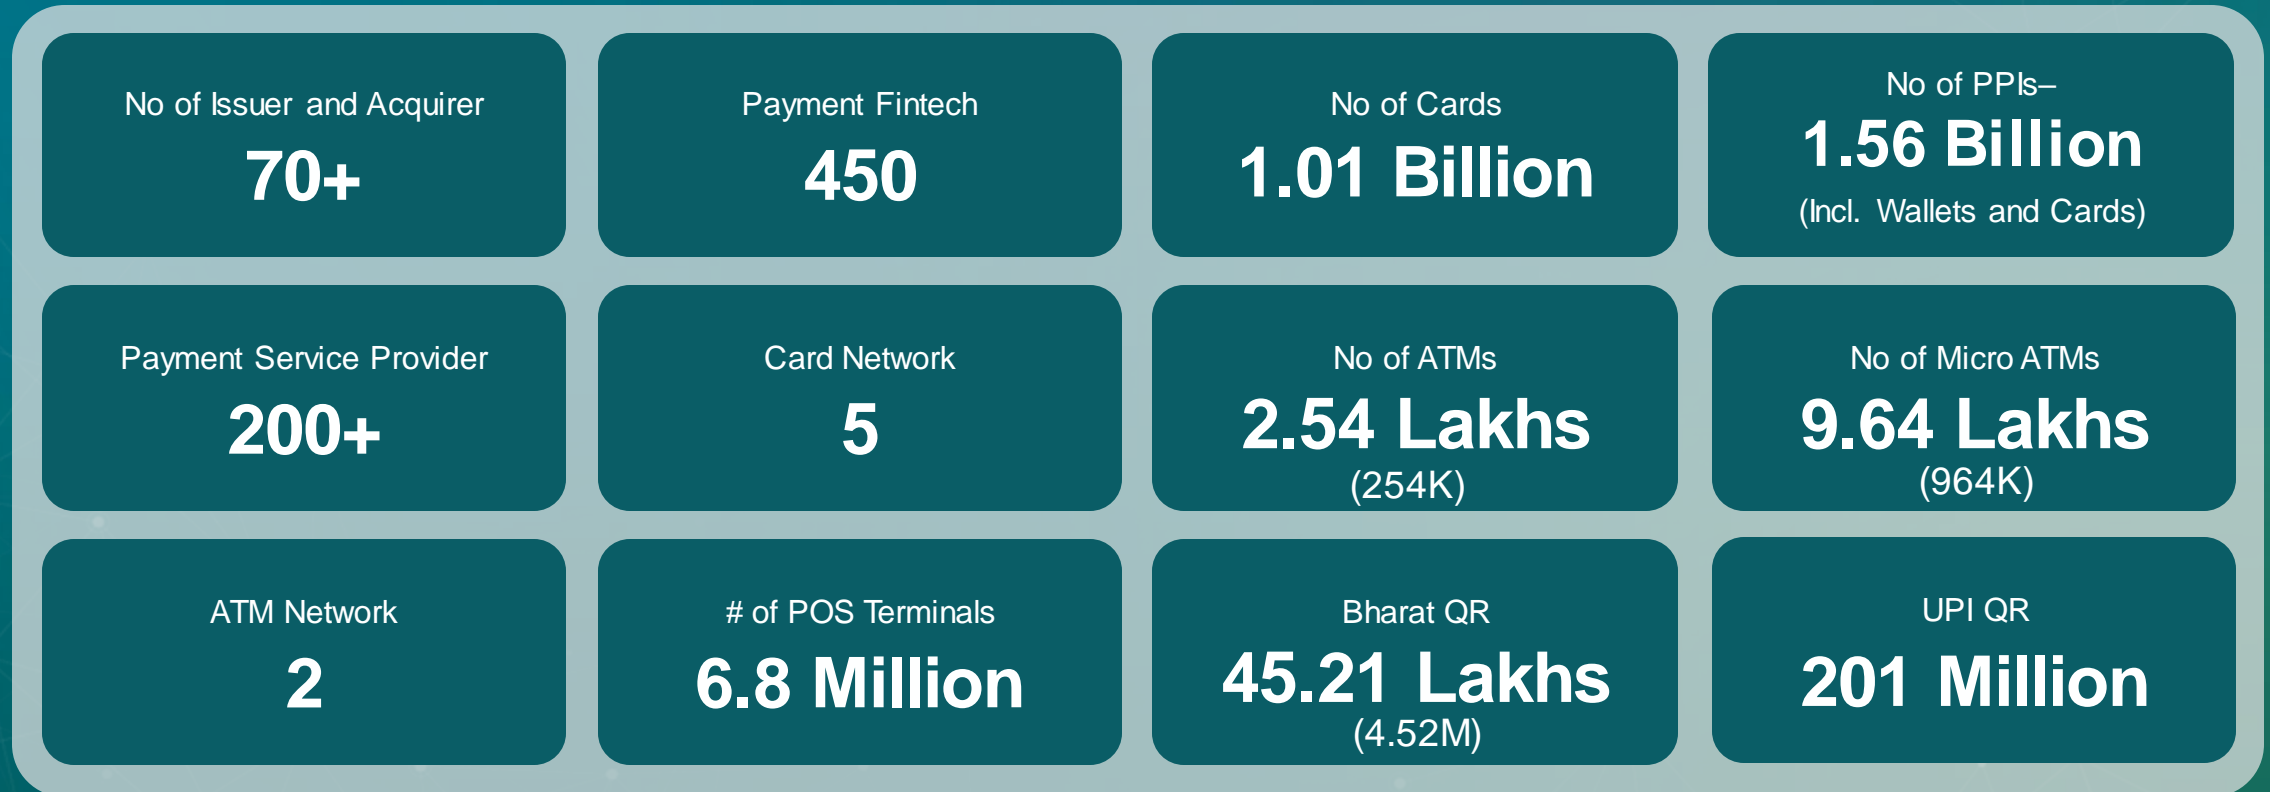 No of Issuer and Acquirer
70+
Payment Fintech
450
No of Cards
1.01 Billion
No of PPIs–
1.56 Billion
(Incl. Wallets and Cards)
Payment Service Provider
200+
Card Network
5
No of ATMs
2.54 Lakhs
(254K)
No of Micro ATMs
9.64 Lakhs
(964K)
ATM Network
2
# of POS Terminals
6.8 Million
Bharat QR
45.21 Lakhs
(4.52M)
UPI QR
201 Million